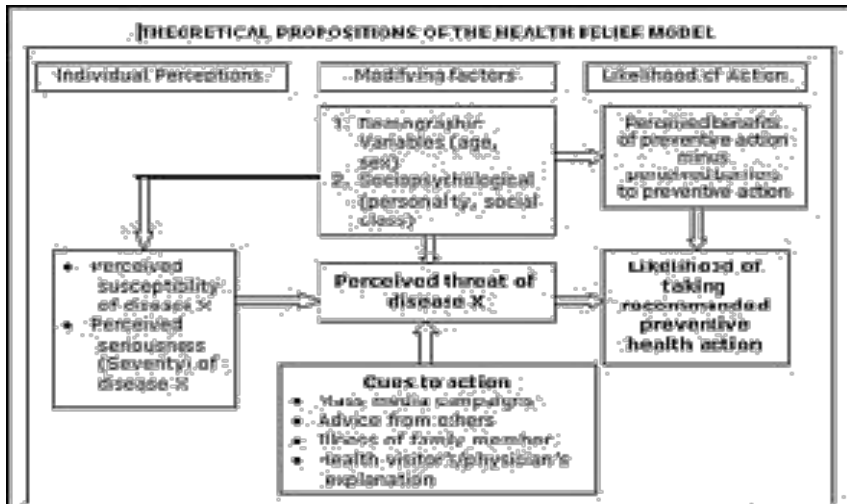 THEORETICAL PROPOSITIONS OF THE HEALTH BELIEF MODEL
Individual Perceptions
Modifying factors
Likelihood of Action
1. Demographic
Variables (age,
sex)
2. Sociopsychological
(personality, social
class)
Perceived benefits
of preventive action
minus
perceived barriers
to preventive action
• Perceived
susceptibility
of disease X
• Perceived
seriousness
(Severity) of
disease X
Perceived threat of
disease X
Likelihood of
taking
recommended
preventive
health action
Cues to action
• Mass media campaigns
• Advice from others
• Illness of family member
• Health visitor's/physician's
explanation